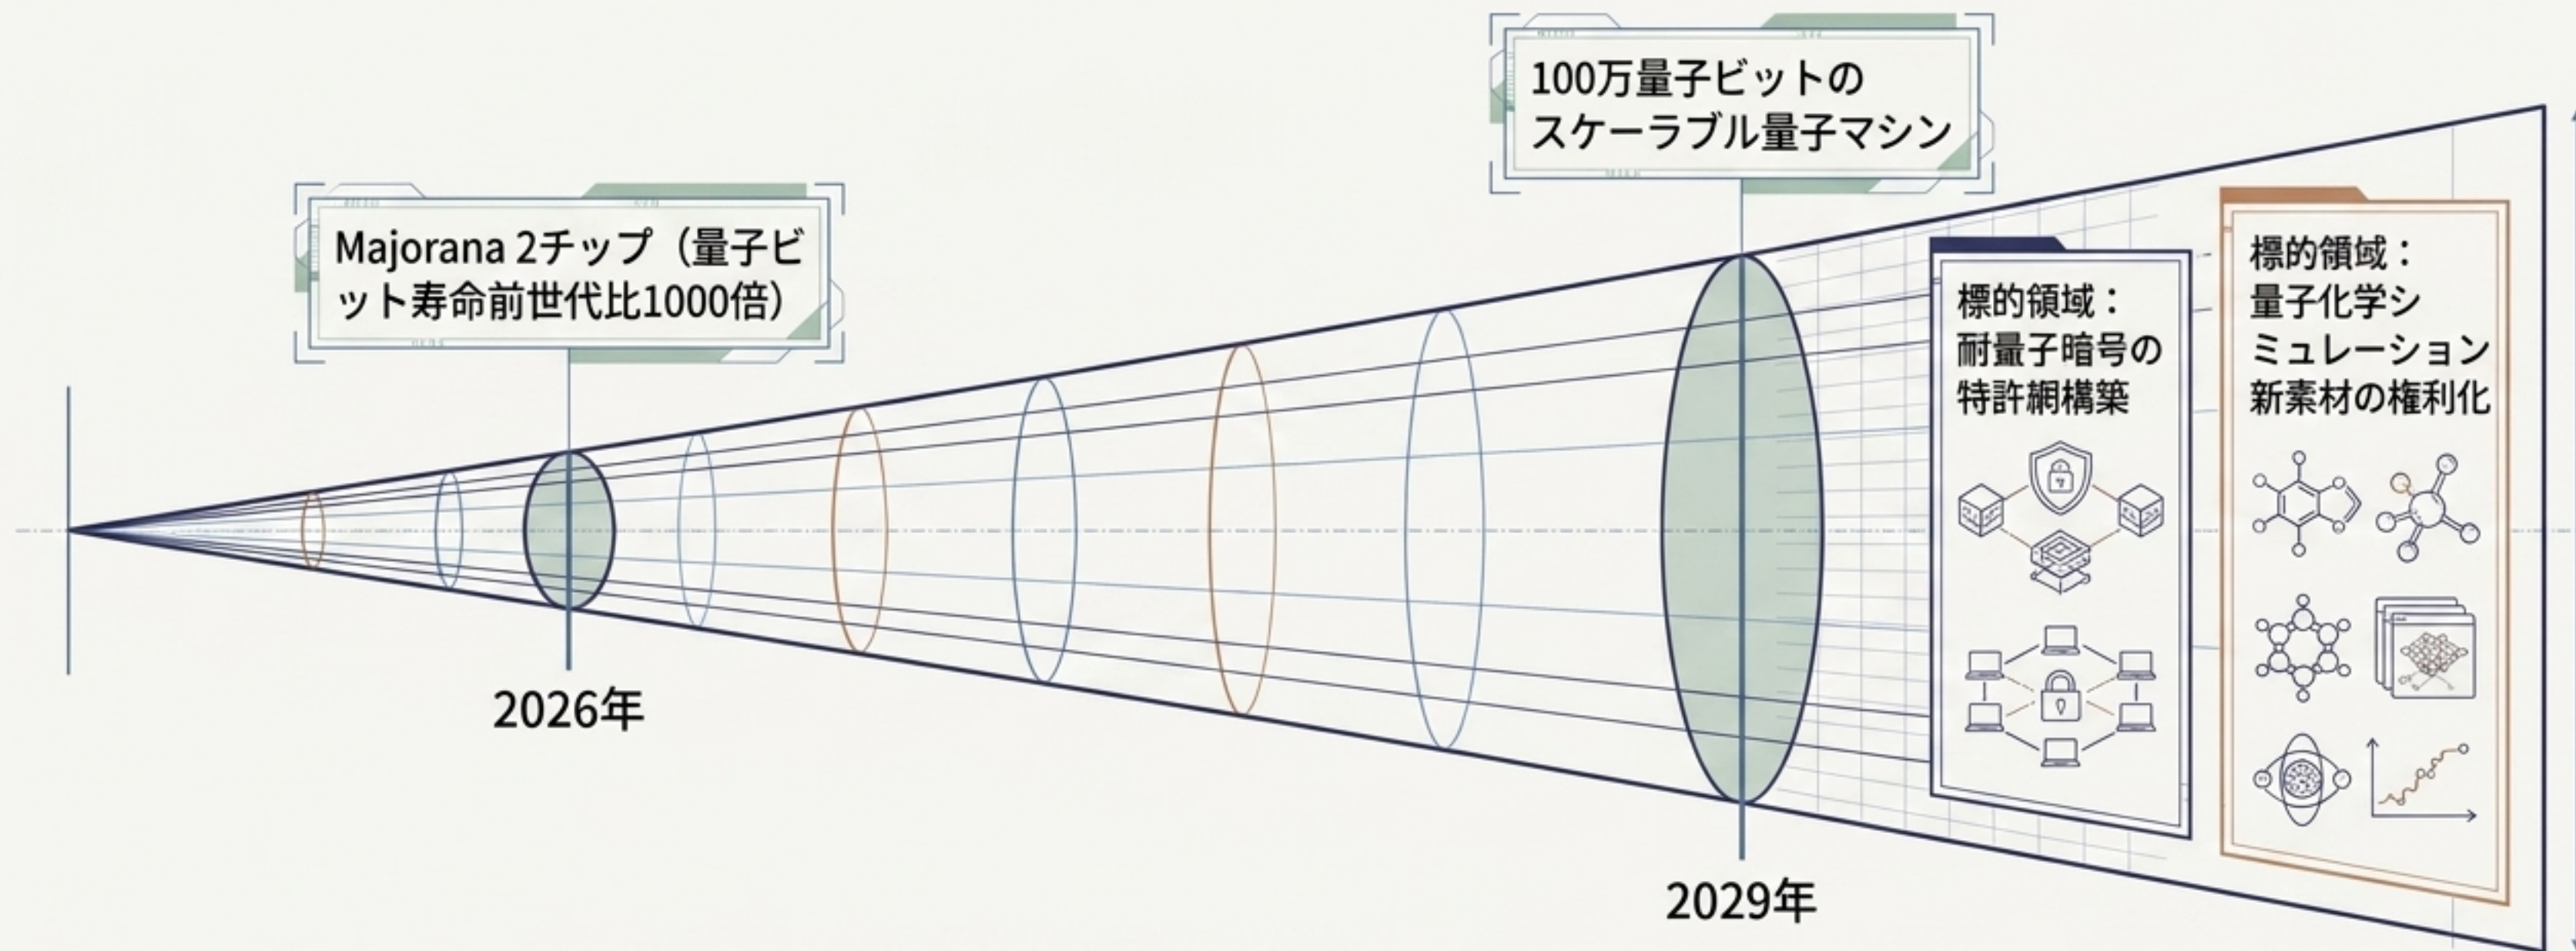 Majorana 2チップ（量子ビ
ット寿命前世代比1000倍）
2026年
100万量子ビットの
スケーラブル量子マシン
2029年
標的領域：
耐量子暗号の
特許網構築
標的領域：
量子化学シ
ミュレーション
新素材の権利化